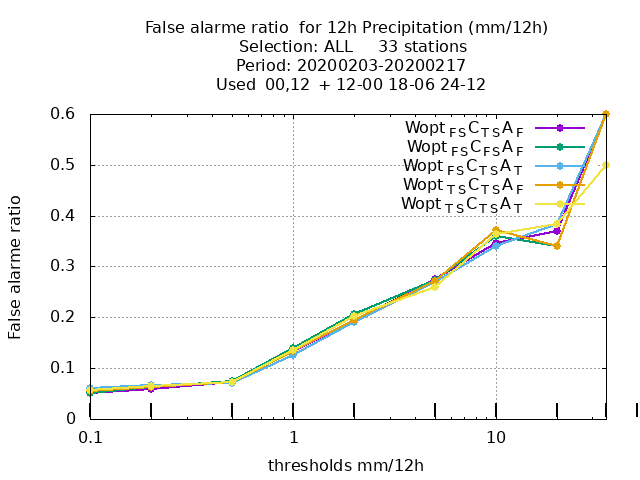 False alarme ratio  for 12h Precipitation (mm/12h)
Selection: ALL     33 stations
Period: 20200203-20200217
Used  00,12  + 12-00 18-06 24-12
0.6
0.5
0.4
0.3
0.2
0.1
0
False alarme ratio
Wopt FS C TS A F
Wopt FS C FS A F
Wopt FS C TS A T
Wopt TS C TS A F
Wopt TS C TS A T
0.1
1
10
thresholds mm/12h